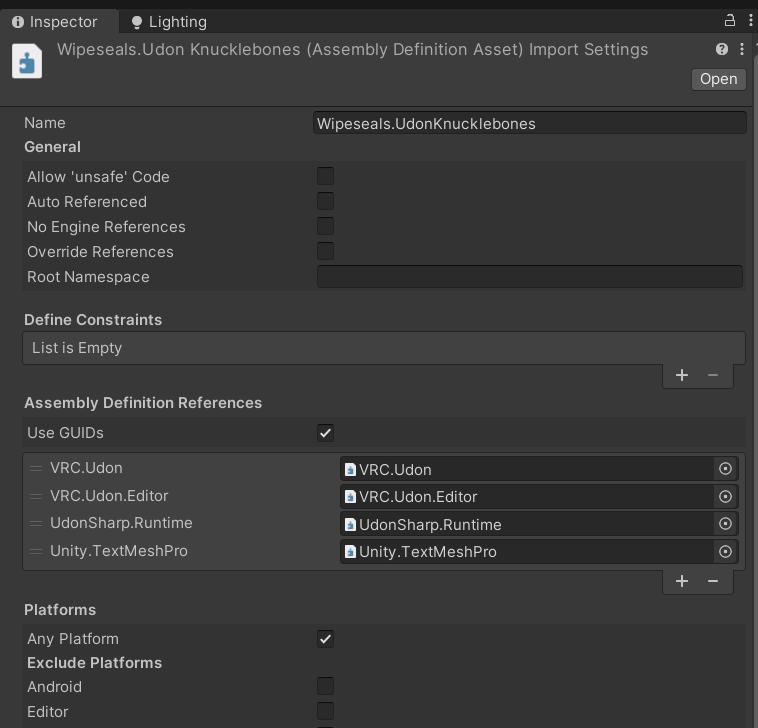 Inspector Lighting
Wipeseals.Udon Knucklebones (Assembly Definition Asset) Import Settings
Open
Name Wipeseals.UdonKnucklebones
General
Allow 'unsafe' Code
Auto Referenced
No Engine References
Override References
Root Namespace
Define Constraints
List is Empty
Assembly Definition References
Use GUIDs
VRC.Udon VRC.Udon
VRC.Udon.Editor VRC.Udon.Editor
UdonSharp.Runtime UdonSharp.Runtime
Unity.TextMeshPro Unity.TextMeshPro
Platforms
Any Platform
Exclude Platforms
Android
Editor